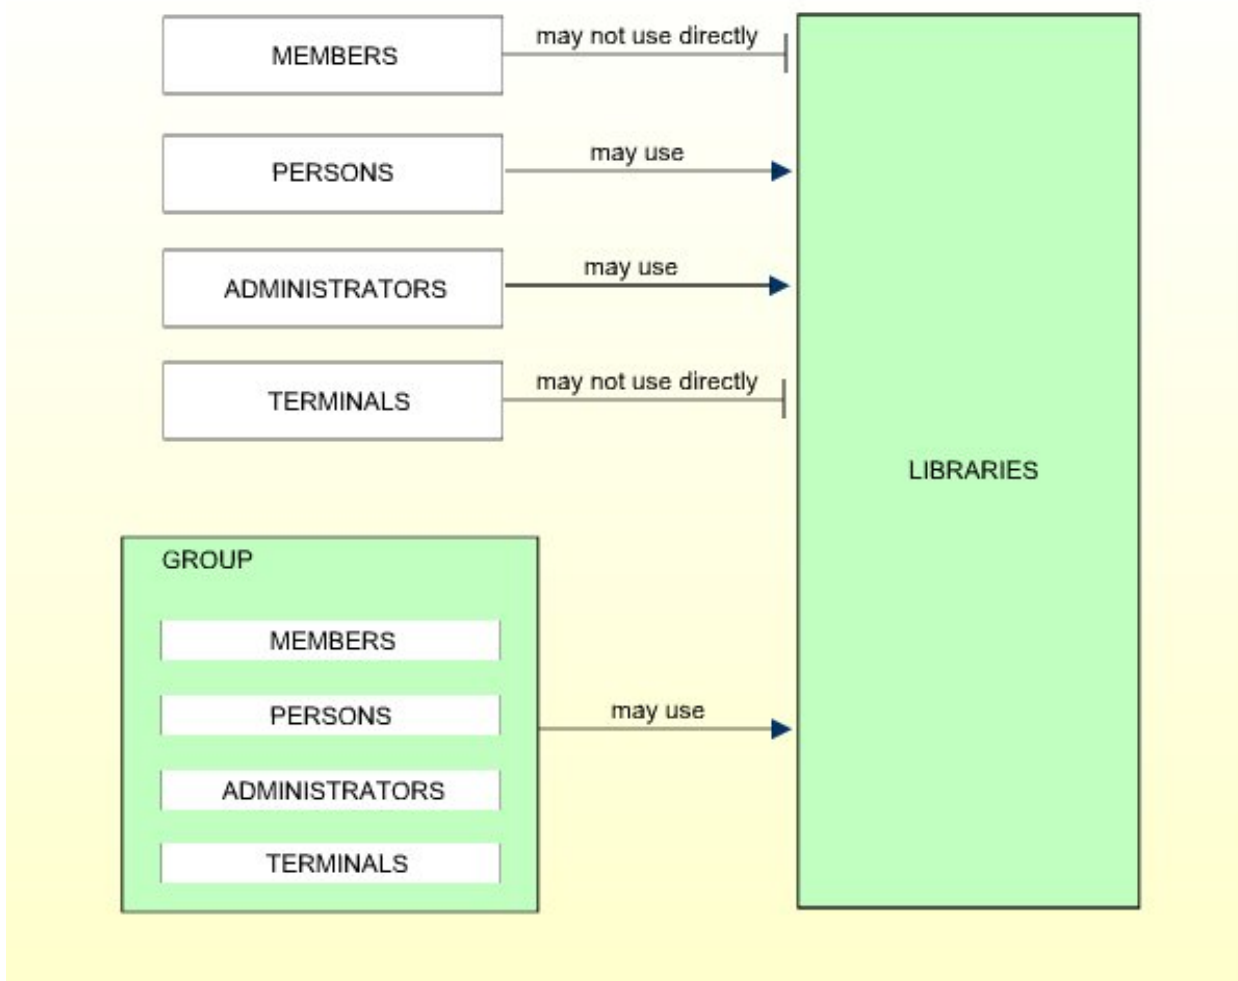 MEMBERS
may not use directly
PERSONS
may use
ADMINISTRATORS
may use
TERMINALS
may not use directly
LIBRARIES
GROUP
MEMBERS
PERSONS
may use
ADMINISTRATORS
TERMINALS